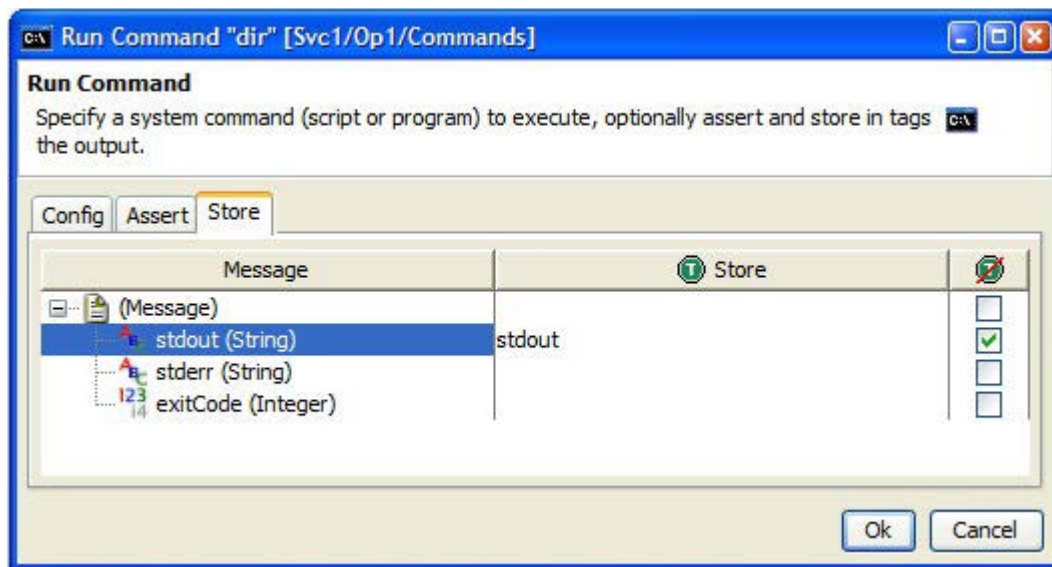 Run Command "dir" [Svc1/Op1/Commands]
Run Command
Specify a system command (script or program) to execute, optionally assert and store in tags
the output.
Config Assert Store
Message Store
(Message)
stdout (String) stdout
stderr (String)
exitCode (Integer)
Ok Cancel